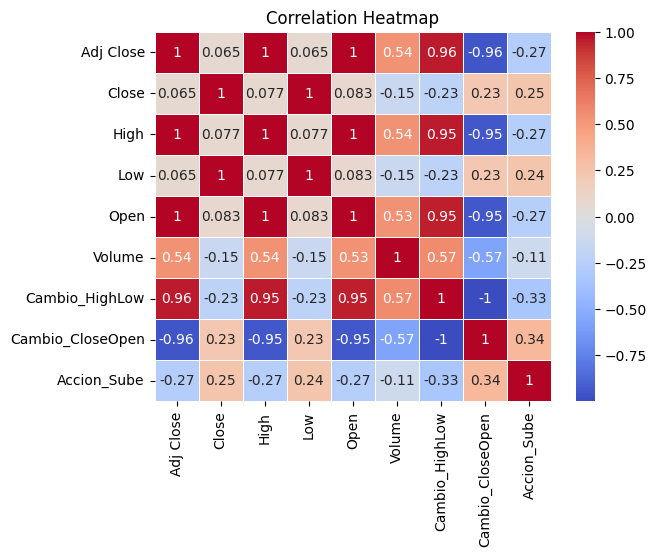 Correlation Heatmap
Adj Close 1 0.065 1 0.065 1 0.54 0.96 -0.96 -0.27
Close 0.065 1 0.077 1 0.083 -0.15 -0.23 0.23 0.25
High 1 0.077 1 0.077 1 0.54 0.95 -0.95 -0.27
Low 0.065 1 0.077 1 0.083 -0.15 -0.23 0.23 0.24
Open 1 0.083 1 0.083 1 0.53 0.95 -0.95 -0.27
Volume 0.54 -0.15 0.54 -0.15 0.53 1 0.57 -0.57 -0.11
Cambio_HighLow 0.96 -0.23 0.95 -0.23 0.95 0.57 1 -1 -0.33
Cambio_CloseOpen -0.96 0.23 -0.95 0.23 -0.95 -0.57 -1 1 0.34
Accion_Sube -0.27 0.25 -0.27 0.24 -0.27 -0.11 -0.33 0.34 1
Adj Close Close High Low Open Volume Cambio_HighLow Cambio_CloseOpen Accion_Sube
1.00
0.75
0.50
0.25
0.00
−0.25
−0.50
−0.75